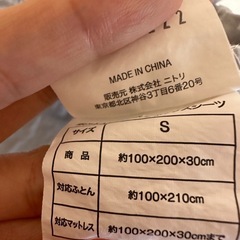 MADE IN CHINA
販売元 株式会社 ニトリ
東京都北区神谷3丁目6番20号
サイズ S
商品 約100×200×30cm
対応ふとん 約100×210cm
対応マットレス 約100×200×30cmまで